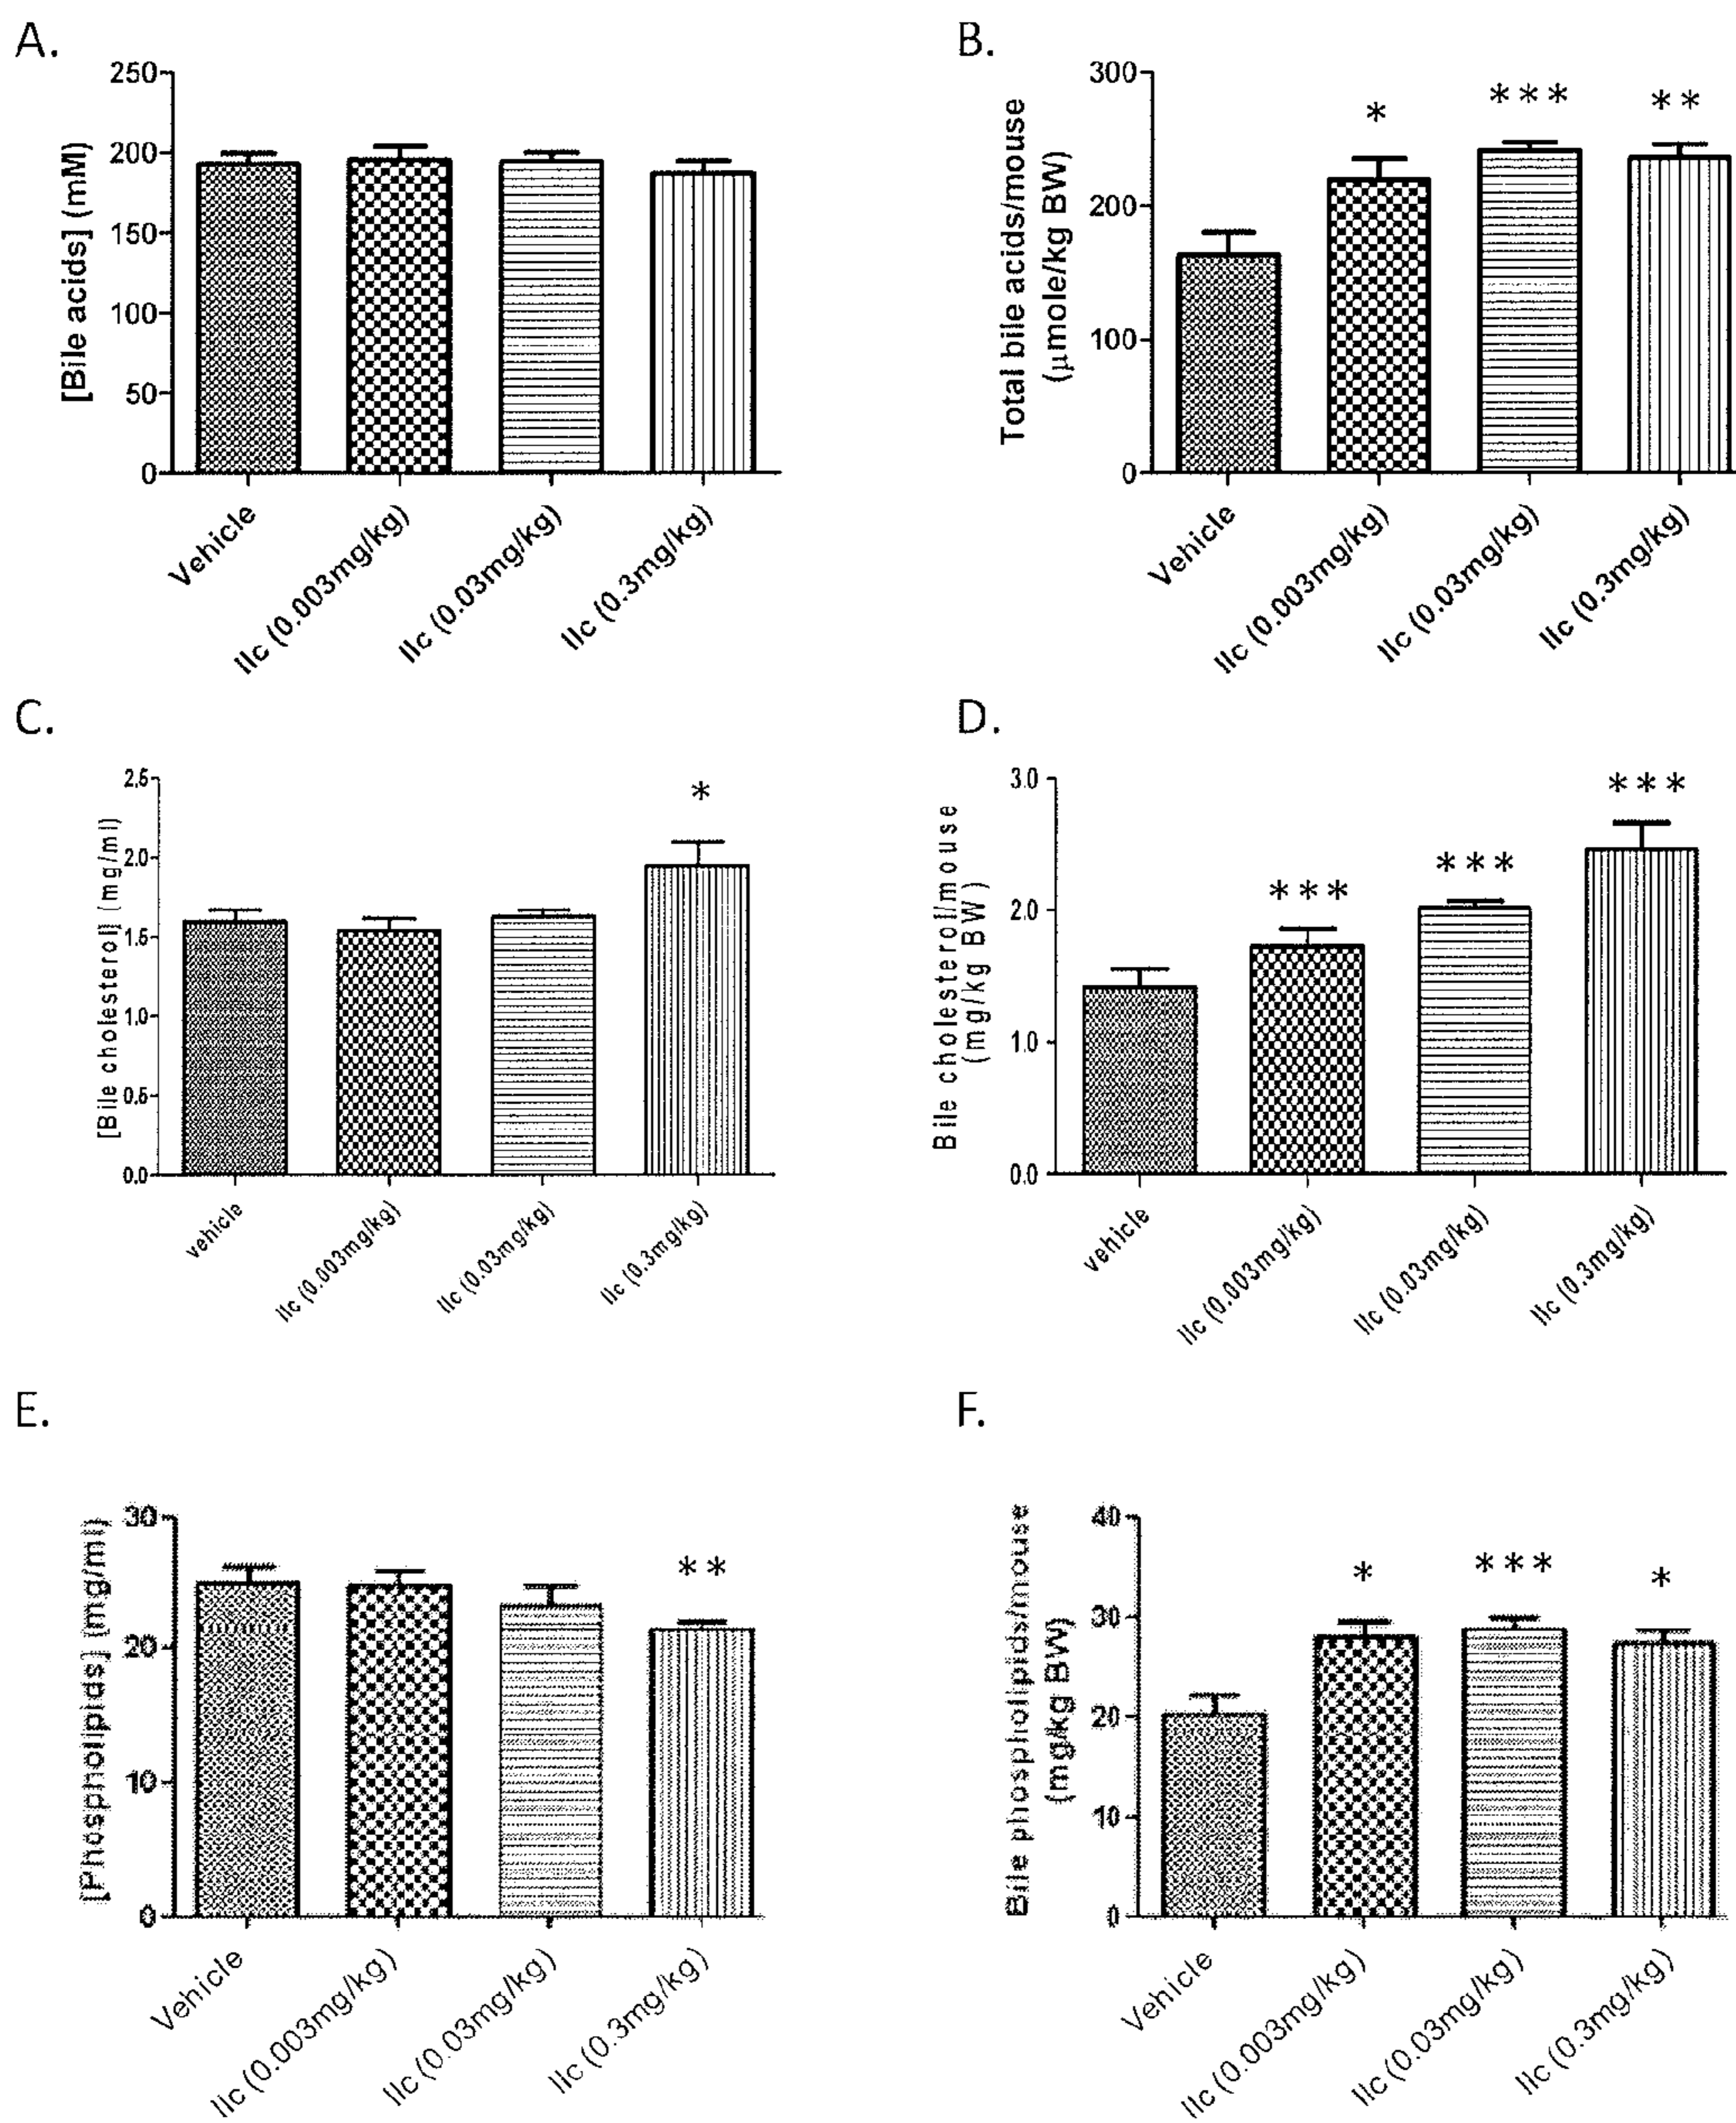 A.
[Bile acids] (mM)
250
200
150
100
50
0
Vehicle
IIc (0.003mg/kg)
IIc (0.03mg/kg)
IIc (0.3mg/kg)
B.
Total bile acids/mouse
(μmole/kg BW)
300
200
100
0
*
***
**
Vehicle
IIc (0.003mg/kg)
IIc (0.03mg/kg)
IIc (0.3mg/kg)
C.
[Bile cholesterol] (mg/ml)
2.5
2.0
1.5
1.0
0.5
0.0
*
vehicle
IIc (0.003mg/kg)
IIc (0.03mg/kg)
IIc (0.3mg/kg)
D.
Bile cholesterol/mouse
(mg/kg BW)
3.0
2.0
1.0
0.0
***
***
***
vehicle
IIc (0.003mg/kg)
IIc (0.03mg/kg)
IIc (0.3mg/kg)
E.
[Phospholipids] (mg/ml)
30
20
10
0
**
Vehicle
IIc (0.003mg/kg)
IIc (0.03mg/kg)
IIc (0.3mg/kg)
F.
Bile phospholipids/mouse
(mg/kg BW)
40
30
20
10
0
*
***
*
Vehicle
IIc (0.003mg/kg)
IIc (0.03mg/kg)
IIc (0.3mg/kg)